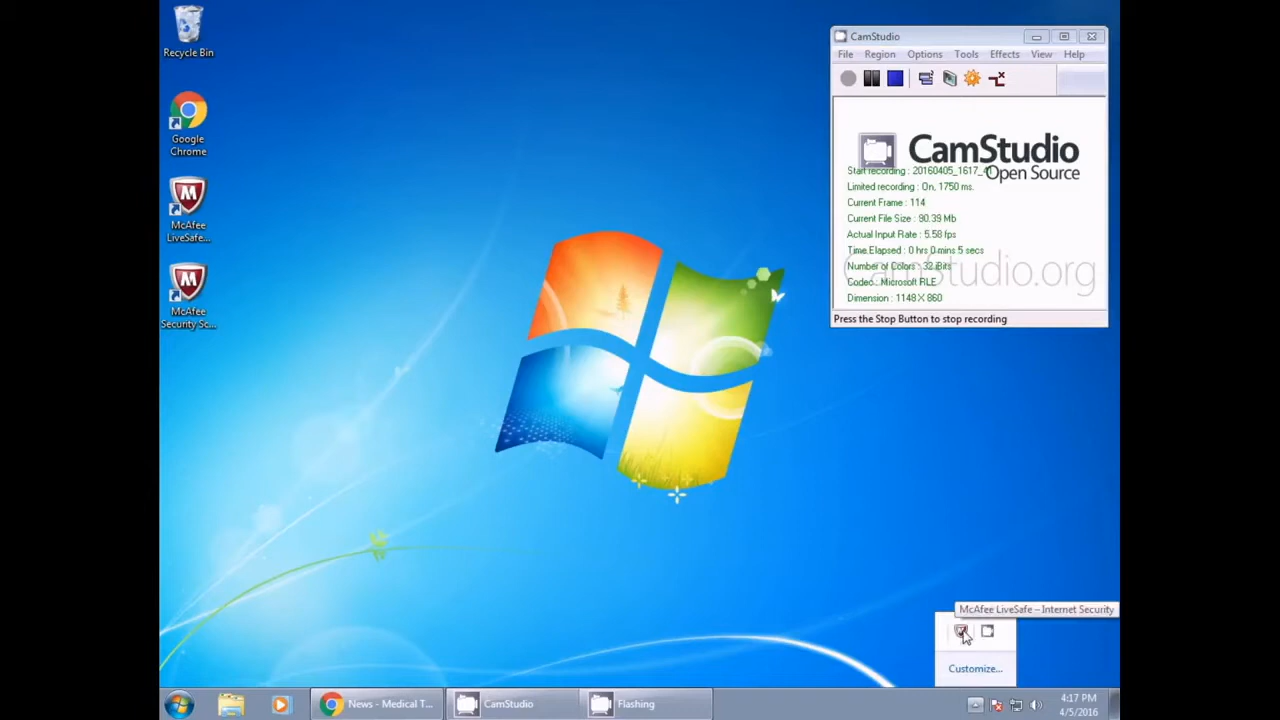 Recycle Bin
Google
Chrome
McAfee
LiveSafe...
McAfee
Security Sc...
CamStudio
File Region Options Tools Effects View Help
CamStudio
Open Source
Start recording : 20160405_1617_4
Limited recording : On, 1750 ms.
Current Frame : 114
Current File Size : 90.39 Mb
Actual Input Rate : 5.58 fps
Time Elapsed : 0 hrs 0 mins 5 secs
CamStudio.org
Number of Colors : 32 Bits
Codec : Microsoft RLE
Dimension : 1148 X 860
Press the Stop Button to stop recording
McAfee LiveSafe – Internet Security
Customize...
News - Medical T...
CamStudio
Flashing
4:17 PM
4/5/2016